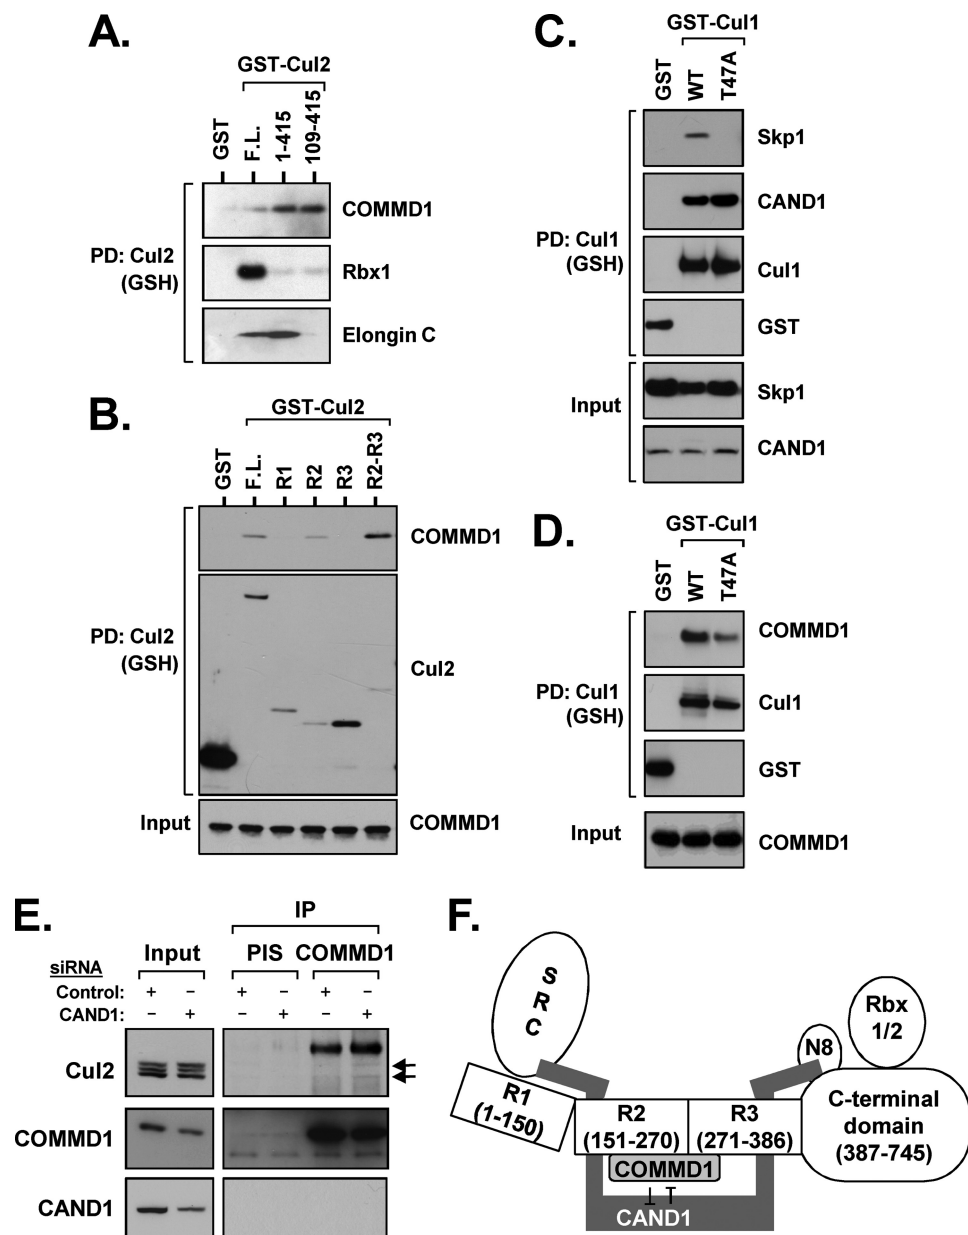 A.
GST-Cul2
GST
F.L.
1-415
109-415
PD: Cul2
(GSH)
COMMD1
Rbx1
Elongin C
B.
GST-Cul2
GST
F.L.
R1
R2
R3
R2-R3
PD: Cul2
(GSH)
COMMD1
Cul2
Input
COMMD1
C.
GST-Cul1
GST
WT
T47A
PD: Cul1
(GSH)
Skp1
CAND1
Cul1
GST
Input
Skp1
CAND1
D.
GST-Cul1
GST
WT
T47A
PD: Cul1
(GSH)
COMMD1
Cul1
GST
Input
COMMD1
E.
IP
Input PIS COMMD1
siRNA
Control: + − + − + −
CAND1: − + − + − +
Cul2
COMMD1
CAND1
F.
SRC
R1
(1-150)
R2
(151-270)
R3
(271-386)
N8
Rbx
1/2
C-terminal
domain
(387-745)
COMMD1
CAND1